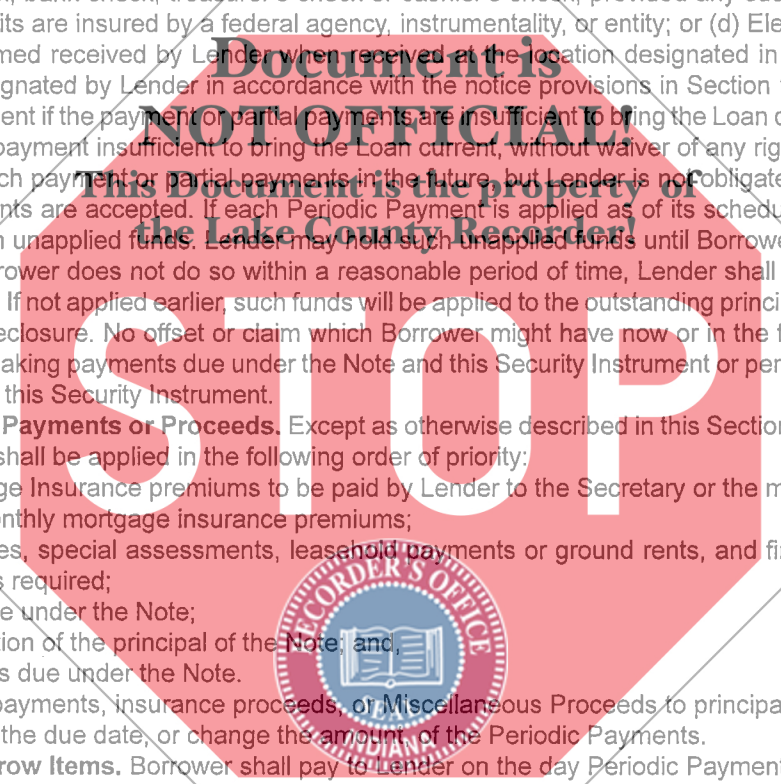 its are insured by a federal agency, instrumentality, or entity; or (d) Ele
Document is
med received by Lender when received at the location designated in
gnated by Lender in accordance with the notice provisions in Section
NOT OFFICIAL!
ent if the payment or partial payments are insufficient to bring the Loan c
payment insufficient to bring the Loan current, without waiver of any rig
This Document is the property of
ch payment or partial payments in the future, but Lender is not obligate
nts are accepted. If each Periodic Payment is applied as of its schedu
the Lake County Recorder!
n unapplied funds. Lender may hold such unapplied funds until Borrowe
rower does not do so within a reasonable period of time, Lender shall
If not applied earlier, such funds will be applied to the outstanding princi
eclosure. No offset or claim which Borrower might have now or in the f
aking payments due under the Note and this Security Instrument or per
this Security Instrument.
STOP
Payments or Proceeds. Except as otherwise described in this Section
shall be applied in the following order of priority:
ge Insurance premiums to be paid by Lender to the Secretary or the m
nthly mortgage insurance premiums;
es, special assessments, leasehold payments or ground rents, and fi
s required;
e under the Note;
tion of the principal of the Note; and,
s due under the Note.
RECORDER'S OFFICE
SEAL
INDIANA
payments, insurance proceeds, or Miscellaneous Proceeds to principa
the due date, or change the amount, of the Periodic Payments.
row Items. Borrower shall pay to Lender on the day Periodic Payment